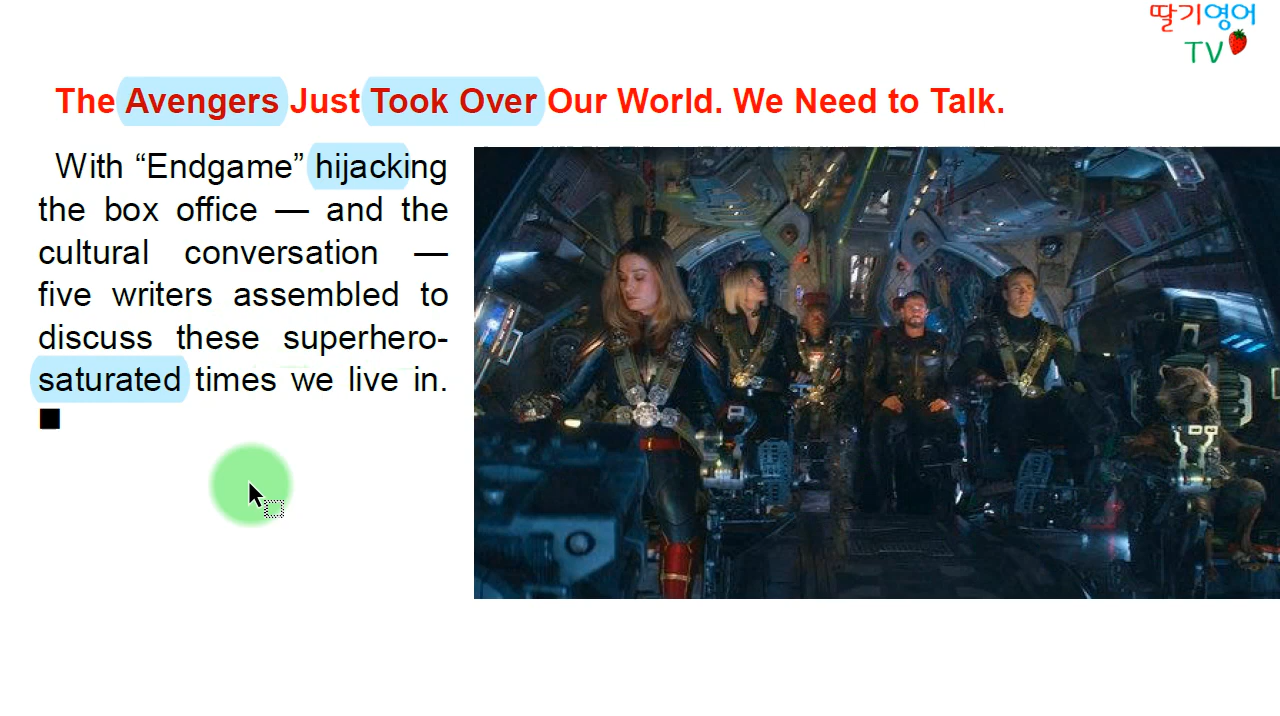 딸기영어
TV
The Avengers Just Took Over Our World. We Need to Talk.
With “Endgame” hijacking
the box office — and the
cultural conversation —
five writers assembled to
discuss these superhero-
saturated times we live in.
■